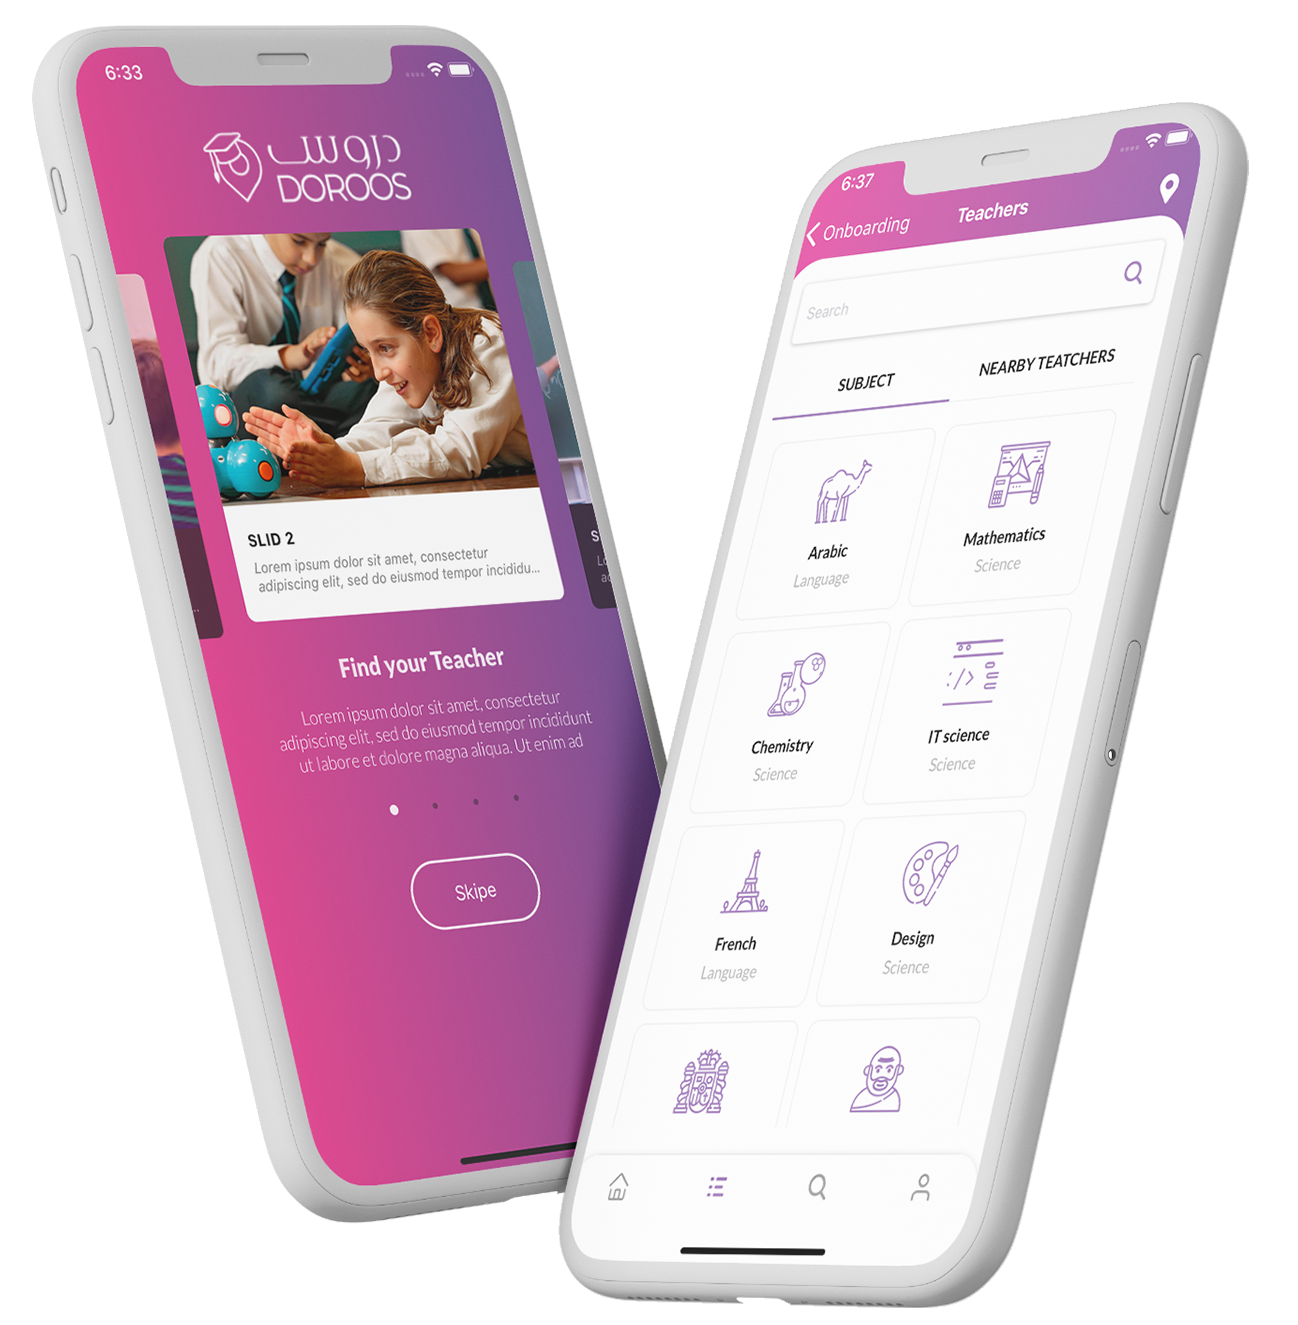 6:33
دروس
DOROOS
SLID 2
Lorem ipsum dolor sit amet, consectetur
adipiscing elit, sed do eiusmod tempor incididu...
Find your Teacher
Lorem ipsum dolor sit amet, consectetur
adipiscing elit, sed do eiusmod tempor incididunt
ut labore et dolore magna aliqua. Ut enim ad
Skipe
6:37
Onboarding
Teachers
Search
SUBJECT
NEARBY TEATCHERS
Arabic
Language
Mathematics
Science
Chemistry
Science
IT science
Science
French
Language
Design
Science